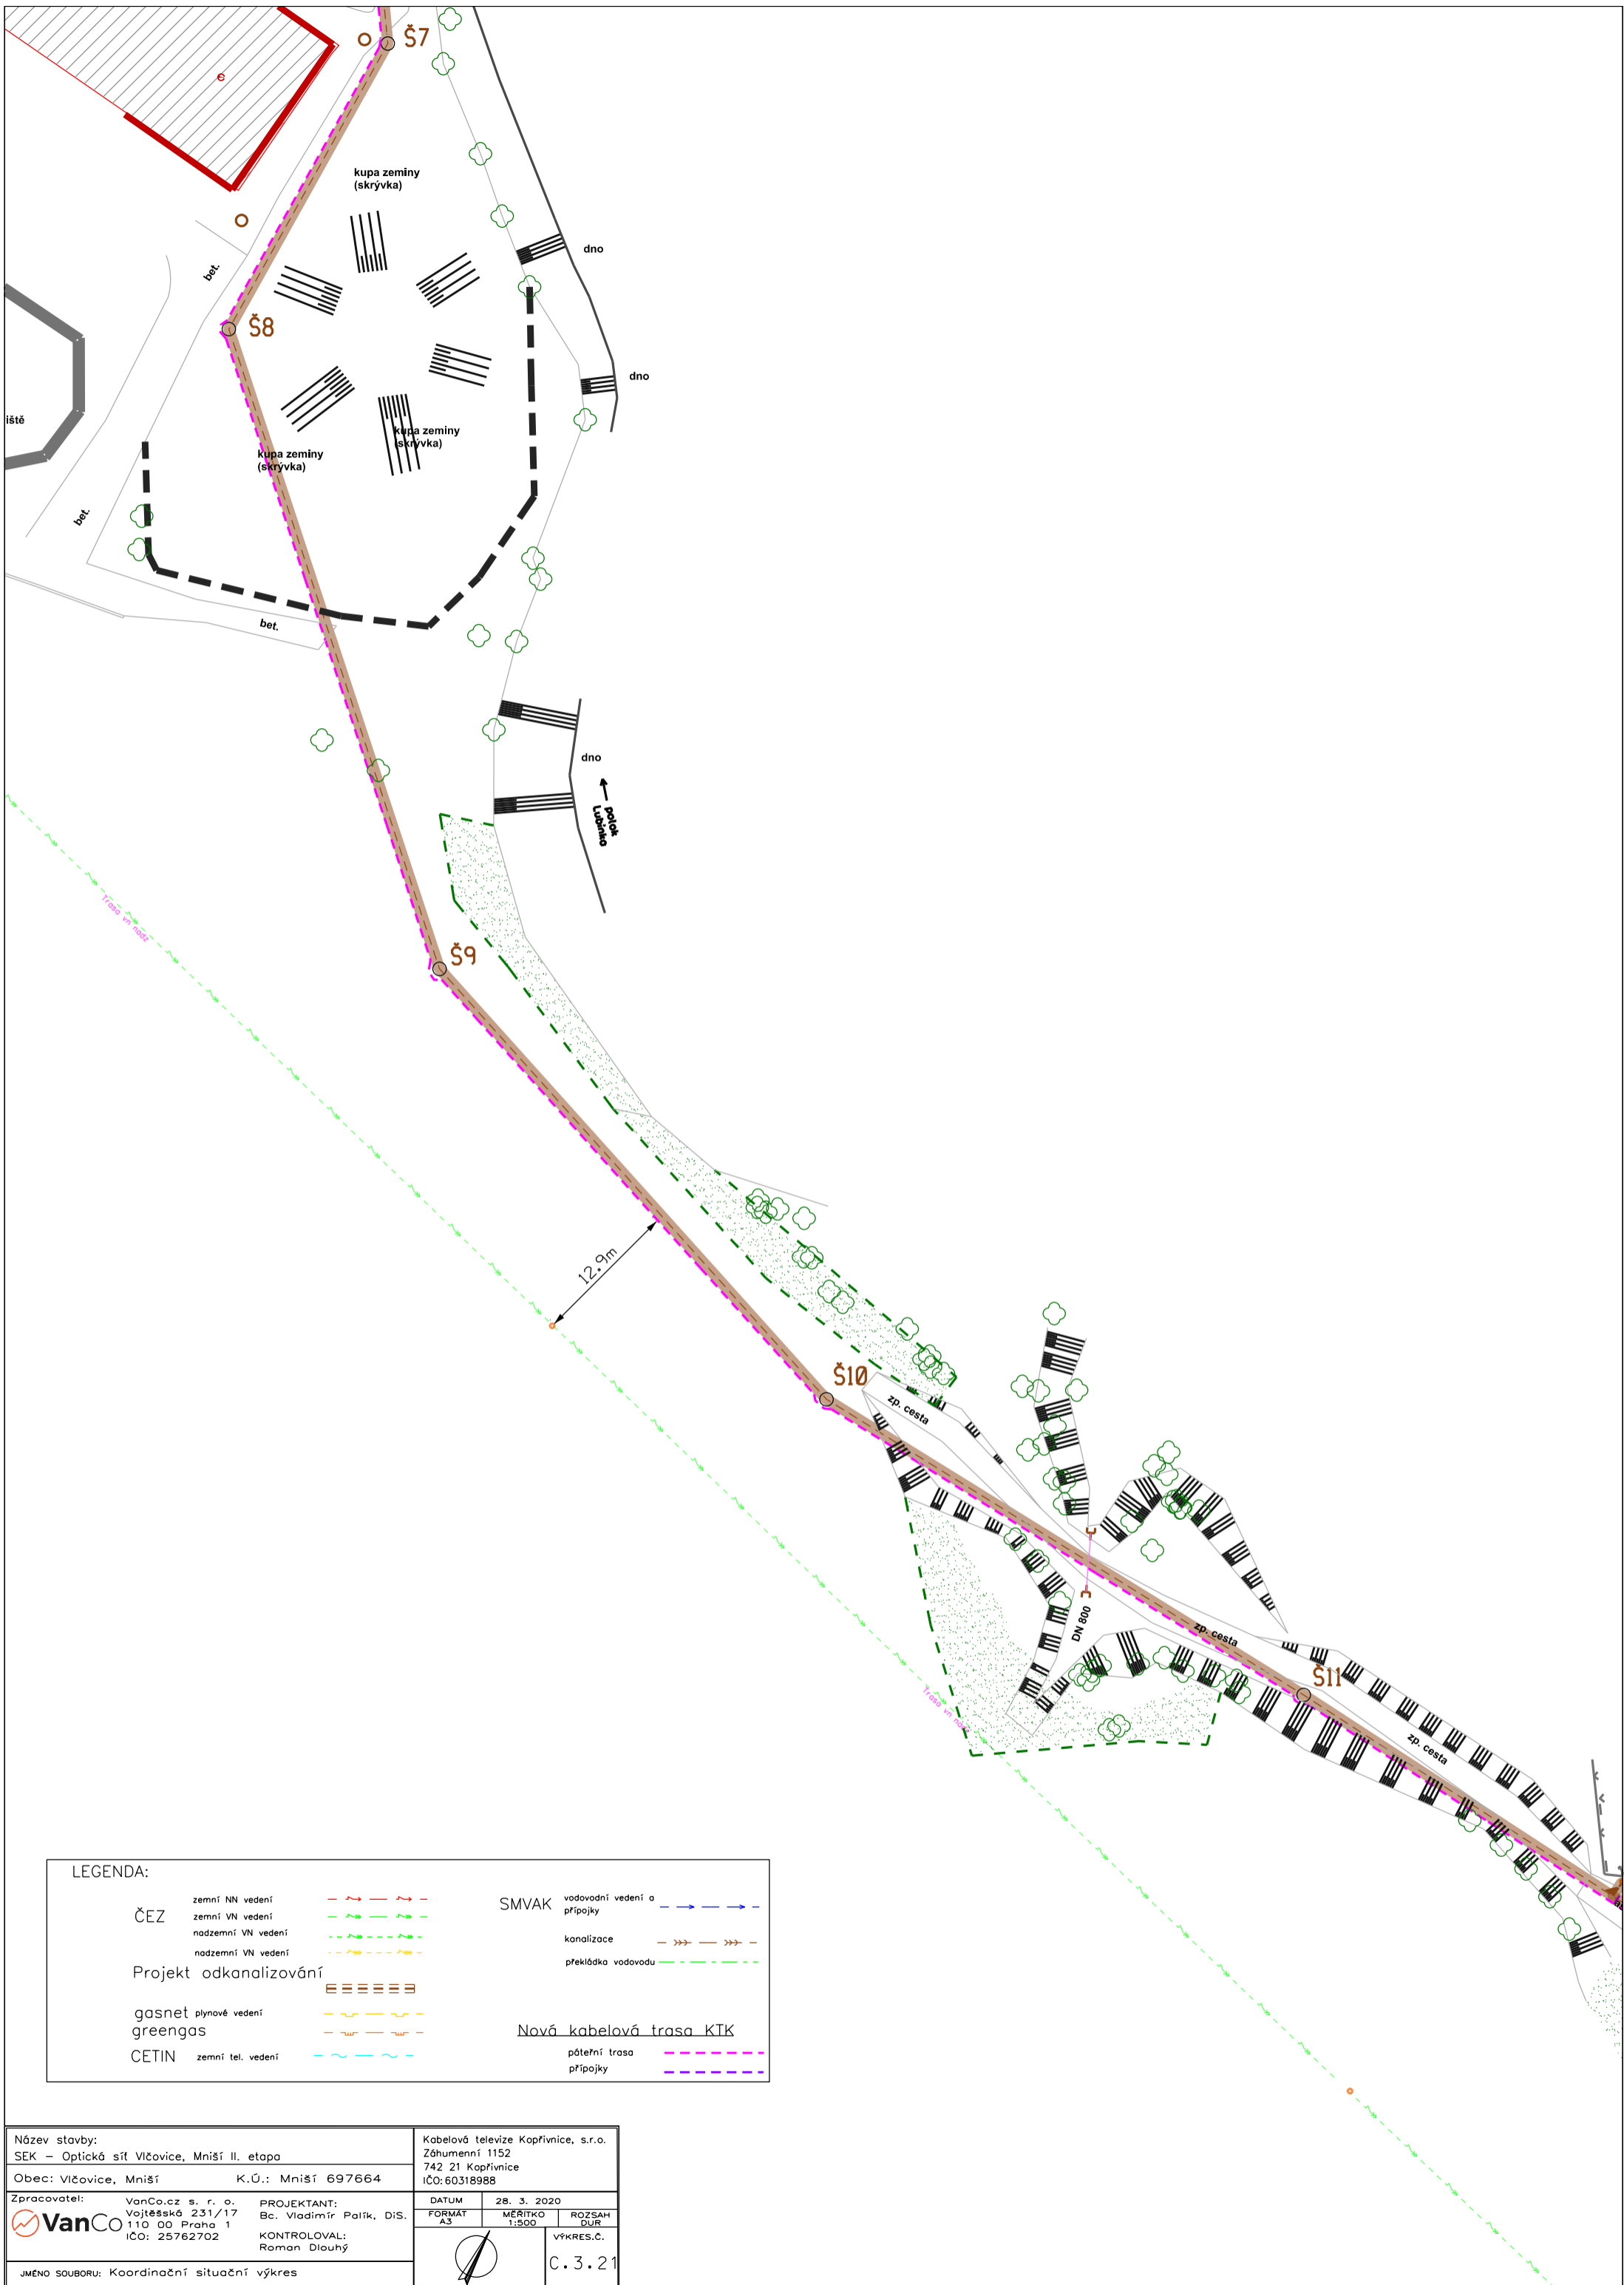 Š7
e
kupa zeminy
(skrývka)
dno
bet.
Š8
dno
iště
kupa zeminy
(skrývka)
kupa zeminy
(skrývka)
bet.
bet.
dno
potok
Lubinko
Trasa vn nadz
Š9
12.9m
Š10
zp. cesta
DN 800
zp. cesta
Š11
Trasa vn nadz
zp. cesta
LEGENDA:
ČEZ
zemní NN vedení
zemní VN vedení
nadzemní VN vedení
nadzemní VN vedení
Projekt odkanalizování
gasnet plynové vedení
greengas
CETIN zemní tel. vedení
SMVAK vodovodní vedení a
přípojky
kanalizace
překládka vodovodu
Nová kabelová trasa KTK
páteřní trasa
přípojky
Název stavby:
SEK – Optická síť Vlčovice, Mniší II. etapa
Obec: Vlčovice, Mniší K.Ú.: Mniší 697664
Zpracovatel:
VanCo
VanCo.cz s. r. o.
Vojtěšská 231/17
110 00 Praha 1
IČO: 25762702
PROJEKTANT:
Bc. Vladimír Palík, DiS.
KONTROLOVAL:
Roman Dlouhý
JMÉNO SOUBORU: Koordinační situační výkres
Kabelová televize Kopřivnice, s.r.o.
Záhumenní 1152
742 21 Kopřivnice
IČO: 60318988
DATUM 28. 3. 2020
FORMÁT
A3
MĚŘÍTKO
1:500
ROZSAH
DUR
VÝKRES.Č.
C.3.21